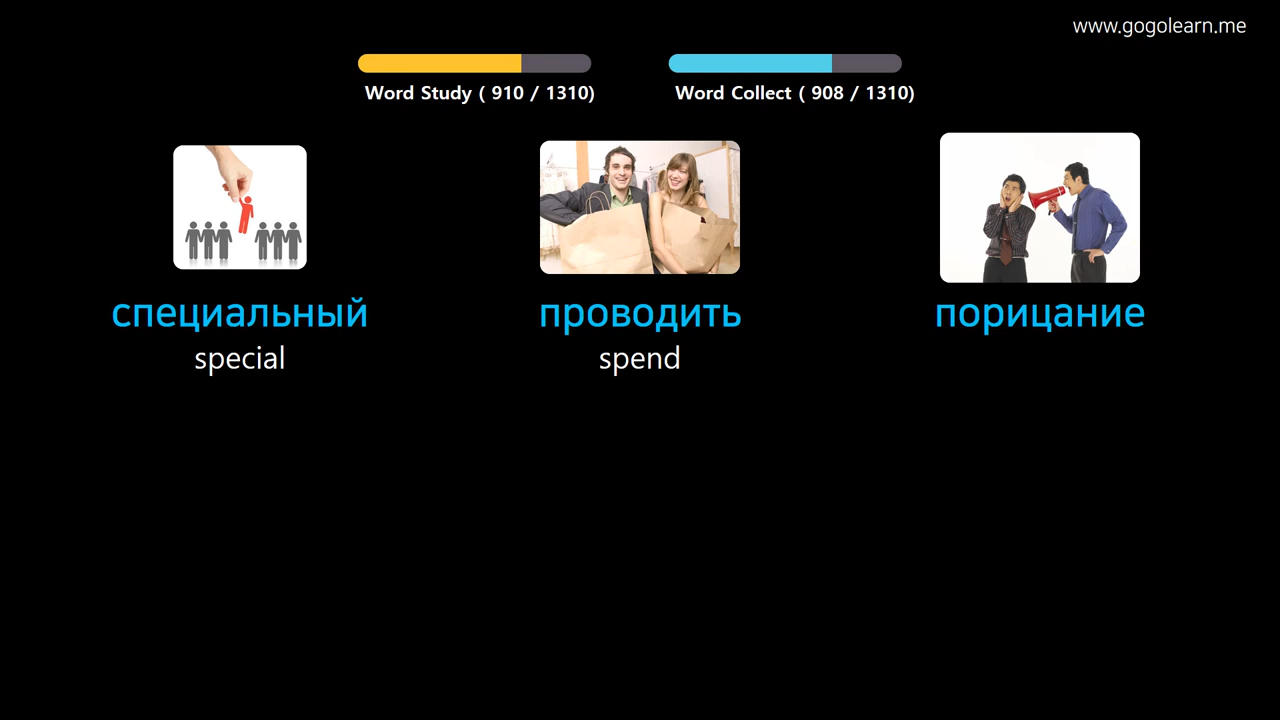 www.gogolearn.me
Word Study ( 910 / 1310)
Word Collect ( 908 / 1310)
специальный
special
проводить
spend
порицание